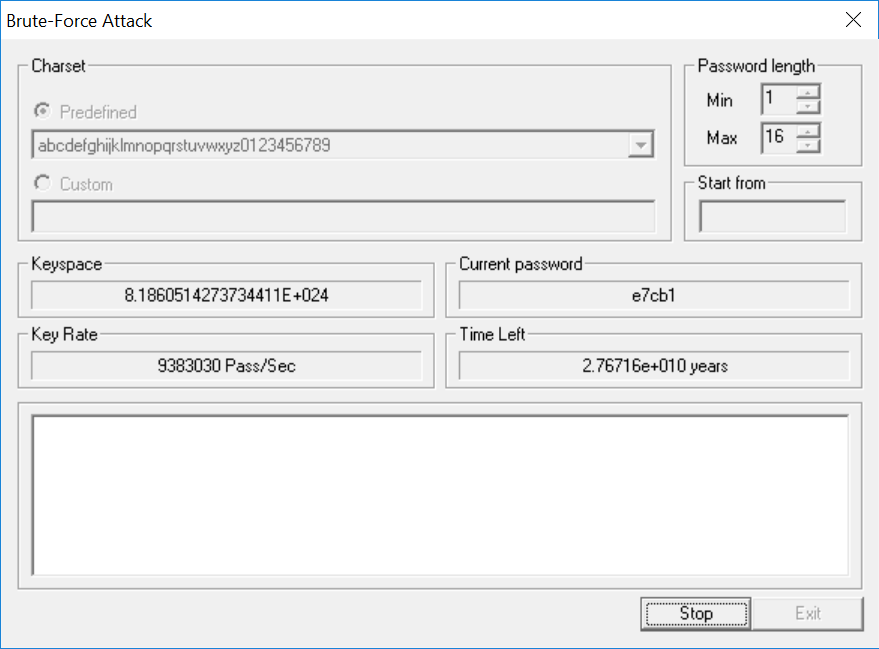 Brute-Force Attack
Charset
Predefined
abcdefghijklmnopqrstuvwxyz0123456789
Custom
Password length
Min 1
Max 16
Start from
Keyspace
8.1860514273734411E+024
Current password
e7cb1
Key Rate
9383030 Pass/Sec
Time Left
2.76716e+010 years
Stop
Exit